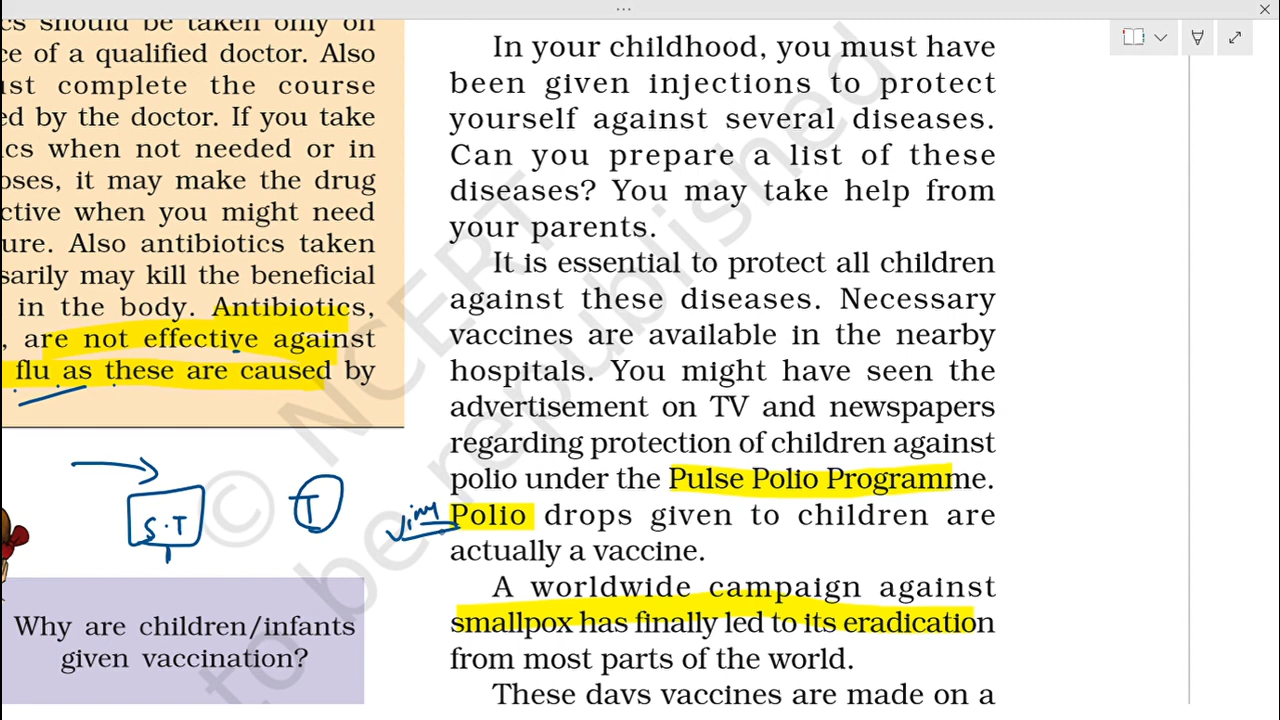 cs should be taken only on
ce of a qualified doctor. Also
ust complete the course
ed by the doctor. If you take
ics when not needed or in
oses, it may make the drug
ctive when you might need
ure. Also antibiotics taken
sarily may kill the beneficial
in the body. Antibiotics,
, are not effective against
flu as these are caused by
S.T
T
Why are children/infants
given vaccination?
In your childhood, you must have
been given injections to protect
yourself against several diseases.
Can you prepare a list of these
diseases? You may take help from
your parents.
It is essential to protect all children
against these diseases. Necessary
vaccines are available in the nearby
hospitals. You might have seen the
advertisement on TV and newspapers
regarding protection of children against
polio under the Pulse Polio Programme.
Polio drops given to children are
actually a vaccine.
A worldwide campaign against
smallpox has finally led to its eradication
from most parts of the world.
These days vaccines are made on a
© NCERT
to be republished